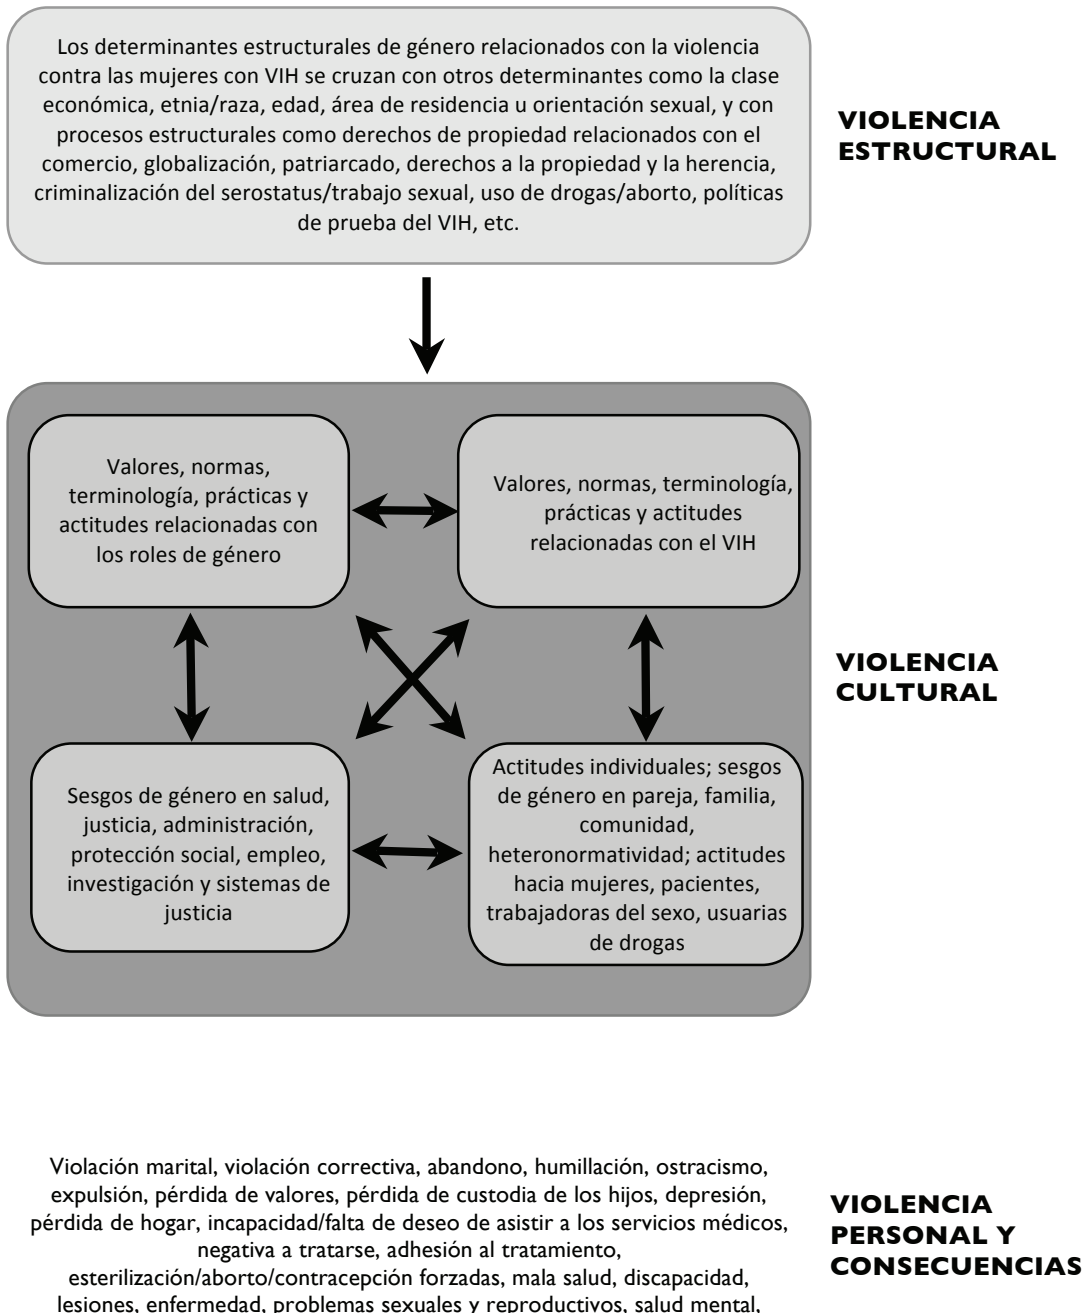 Los determinantes estructurales de género relacionados con la violencia
contra las mujeres con VIH se cruzan con otros determinantes como la clase
económica, etnia/raza, edad, área de residencia u orientación sexual, y con
procesos estructurales como derechos de propiedad relacionados con el
comercio, globalización, patriarcado, derechos a la propiedad y la herencia,
criminalización del serostatus/trabajo sexual, uso de drogas/aborto, políticas
de prueba del VIH, etc.
VIOLENCIA
ESTRUCTURAL
Valores, normas,
terminología, prácticas y
actitudes relacionadas con
los roles de género
Valores, normas, terminología,
prácticas y actitudes
relacionadas con el VIH
VIOLENCIA
CULTURAL
Sesgos de género en salud,
justicia, administración,
protección social, empleo,
investigación y sistemas de
justicia
Actitudes individuales; sesgos
de género en pareja, familia,
comunidad,
heteronormatividad; actitudes
hacia mujeres, pacientes,
trabajadoras del sexo, usuarias
de drogas
Violación marital, violación correctiva, abandono, humillación, ostracismo,
expulsión, pérdida de valores, pérdida de custodia de los hijos, depresión,
pérdida de hogar, incapacidad/falta de deseo de asistir a los servicios médicos,
negativa a tratarse, adhesión al tratamiento,
esterilización/aborto/contracepción forzadas, mala salud, discapacidad,
lesiones, enfermedad, problemas sexuales y reproductivos, salud mental,
VIOLENCIA
PERSONAL Y
CONSECUENCIAS